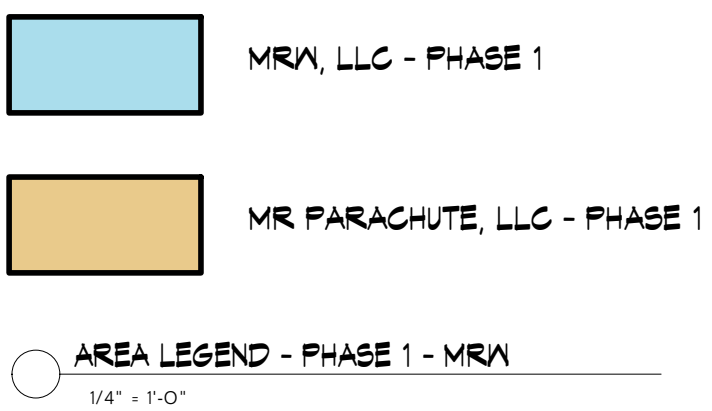 MRW, LLC - PHASE 1
MR PARACHUTE, LLC - PHASE 1
AREA LEGEND - PHASE 1 - MRW
1/4" = 1'-0"